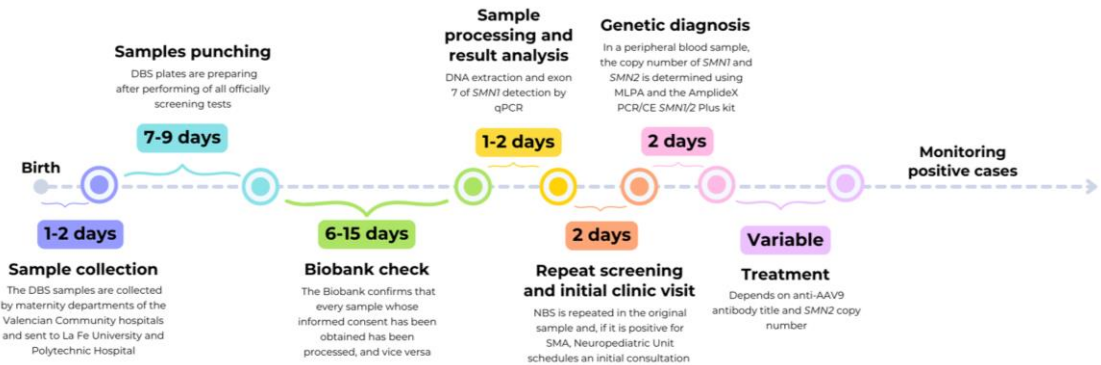 Birth
1-2 days
Sample collection
The DBS samples are collected
by maternity departments of the
Valencian Community hospitals
and sent to La Fe University and
Polytechnic Hospital
Samples punching
DBS plates are preparing
after performing of all officially
screening tests
7-9 days
6-15 days
Biobank check
The Biobank confirms that
every sample whose
informed consent has been
obtained has been
processed, and vice versa
Sample
processing and
result analysis
DNA extraction and exon
7 of SMN1 detection by
qPCR
1-2 days
2 days
Repeat screening
and initial clinic visit
NBS is repeated in the original
sample and, if it is positive for
SMA, Neuropediatric Unit
schedules an initial consultation
Genetic diagnosis
In a peripheral blood sample,
the copy number of SMN1 and
SMN2 is determined using
MLPA and the AmplideX
PCR/CE SMN1/2 Plus kit
2 days
Variable
Treatment
Depends on anti-AAV9
antibody title and SMN2 copy
number
Monitoring
positive cases